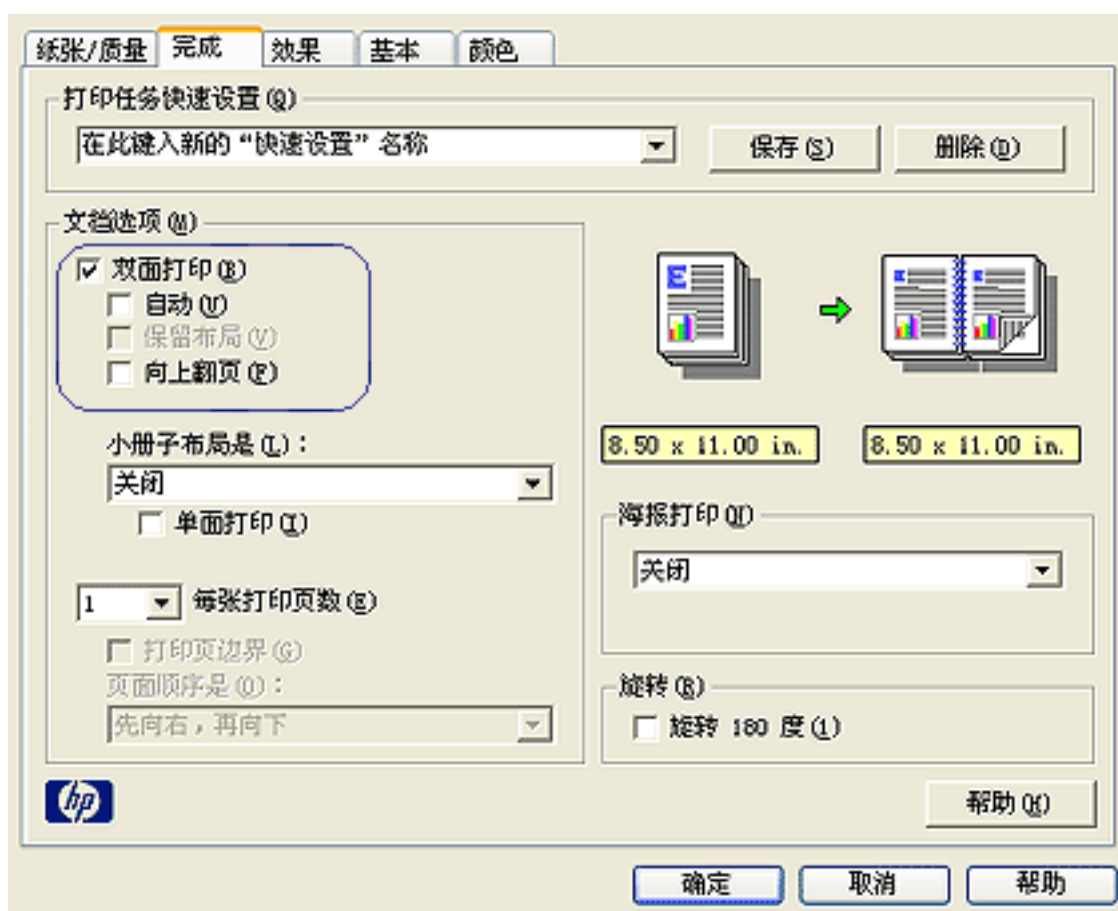 纸张/质量 完成 效果 基本 颜色
打印任务快速设置(Q)
在此键入新的“快速设置”名称
保存(S) 删除(D)
文档选项(M)
双面打印(B)
自动(U)
保留布局(V)
向上翻页(F)
小册子布局是(L)：
关闭
单面打印(I)
1 每张打印页数(E)
打印页边界(G)
页面顺序是(O)：
先向右，再向下
E
8.50 x 11.00 in. 8.50 x 11.00 in.
海报打印(N)
关闭
旋转(R)
旋转 180 度(1)
hp
帮助(H)
确定 取消 帮助